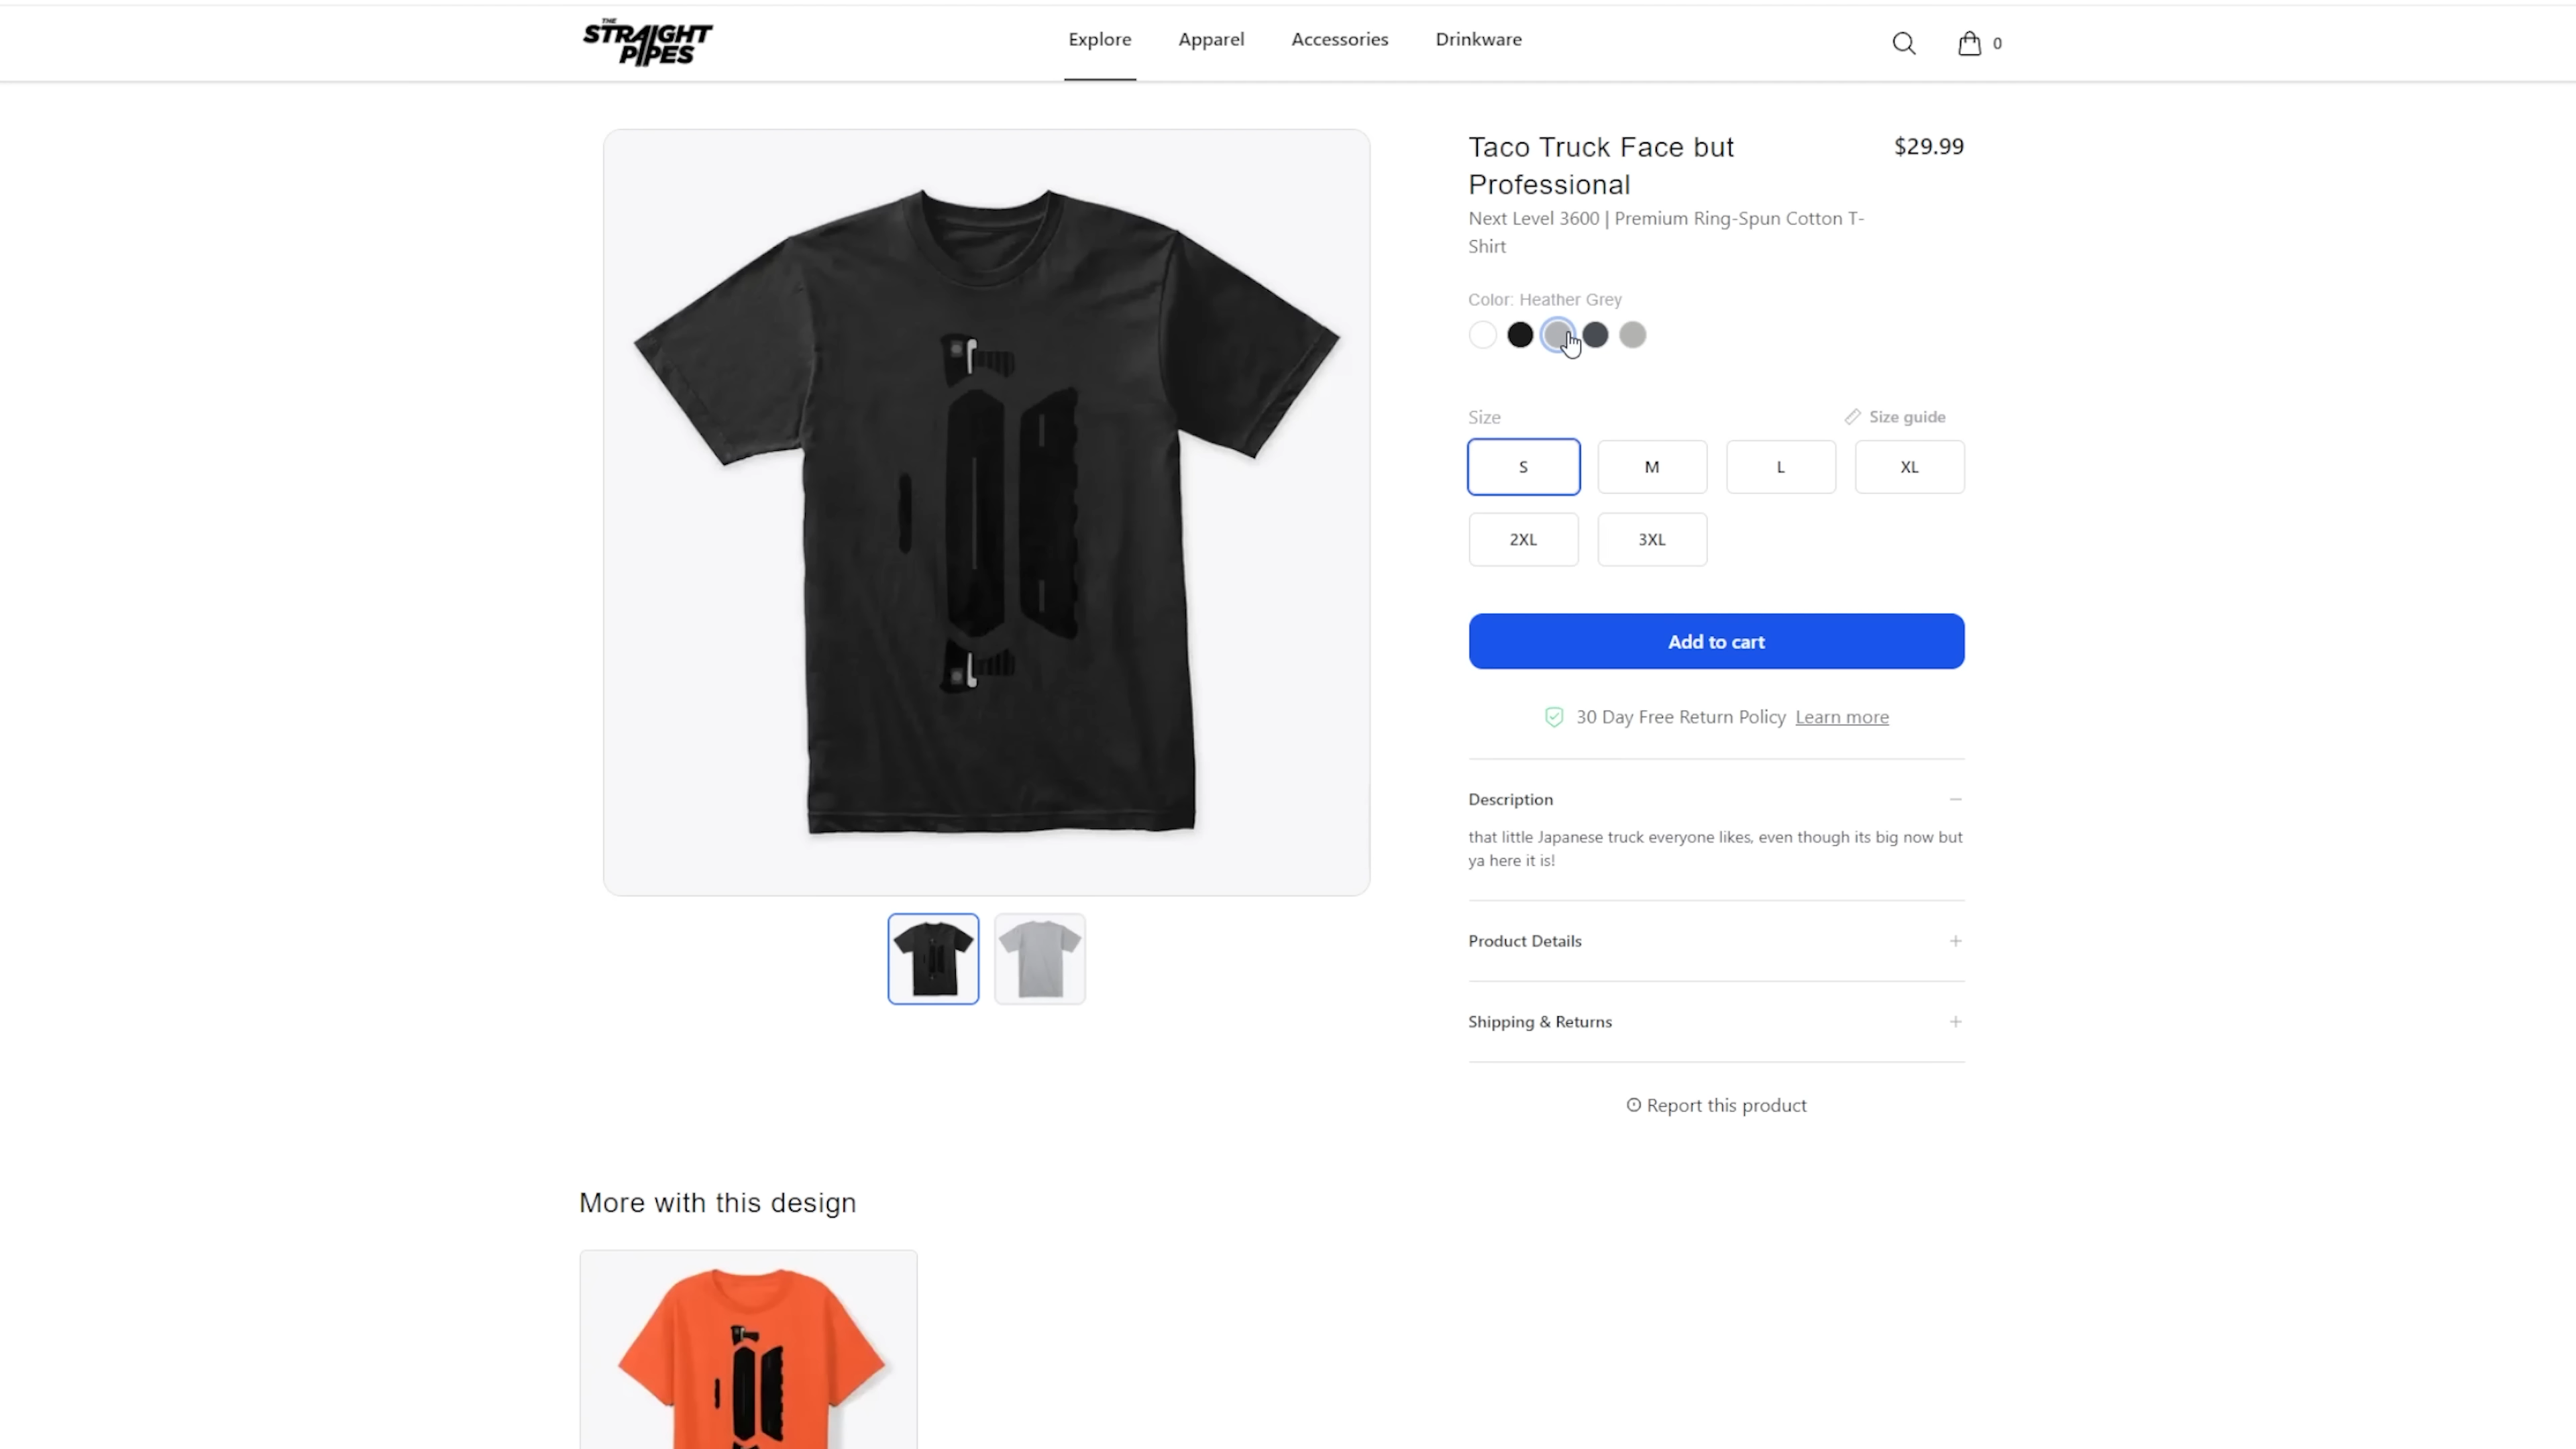 THE
STRAIGHT
PIPES
Explore
Apparel
Accessories
Drinkware
0
Taco Truck Face but
Professional
$29.99
Next Level 3600 | Premium Ring-Spun Cotton T-
Shirt
Color: Heather Grey
Size
Size guide
S
M
L
XL
2XL
3XL
Add to cart
30 Day Free Return Policy Learn more
Description
that little Japanese truck everyone likes, even though its big now but
ya here it is!
Product Details
Shipping & Returns
Report this product
More with this design